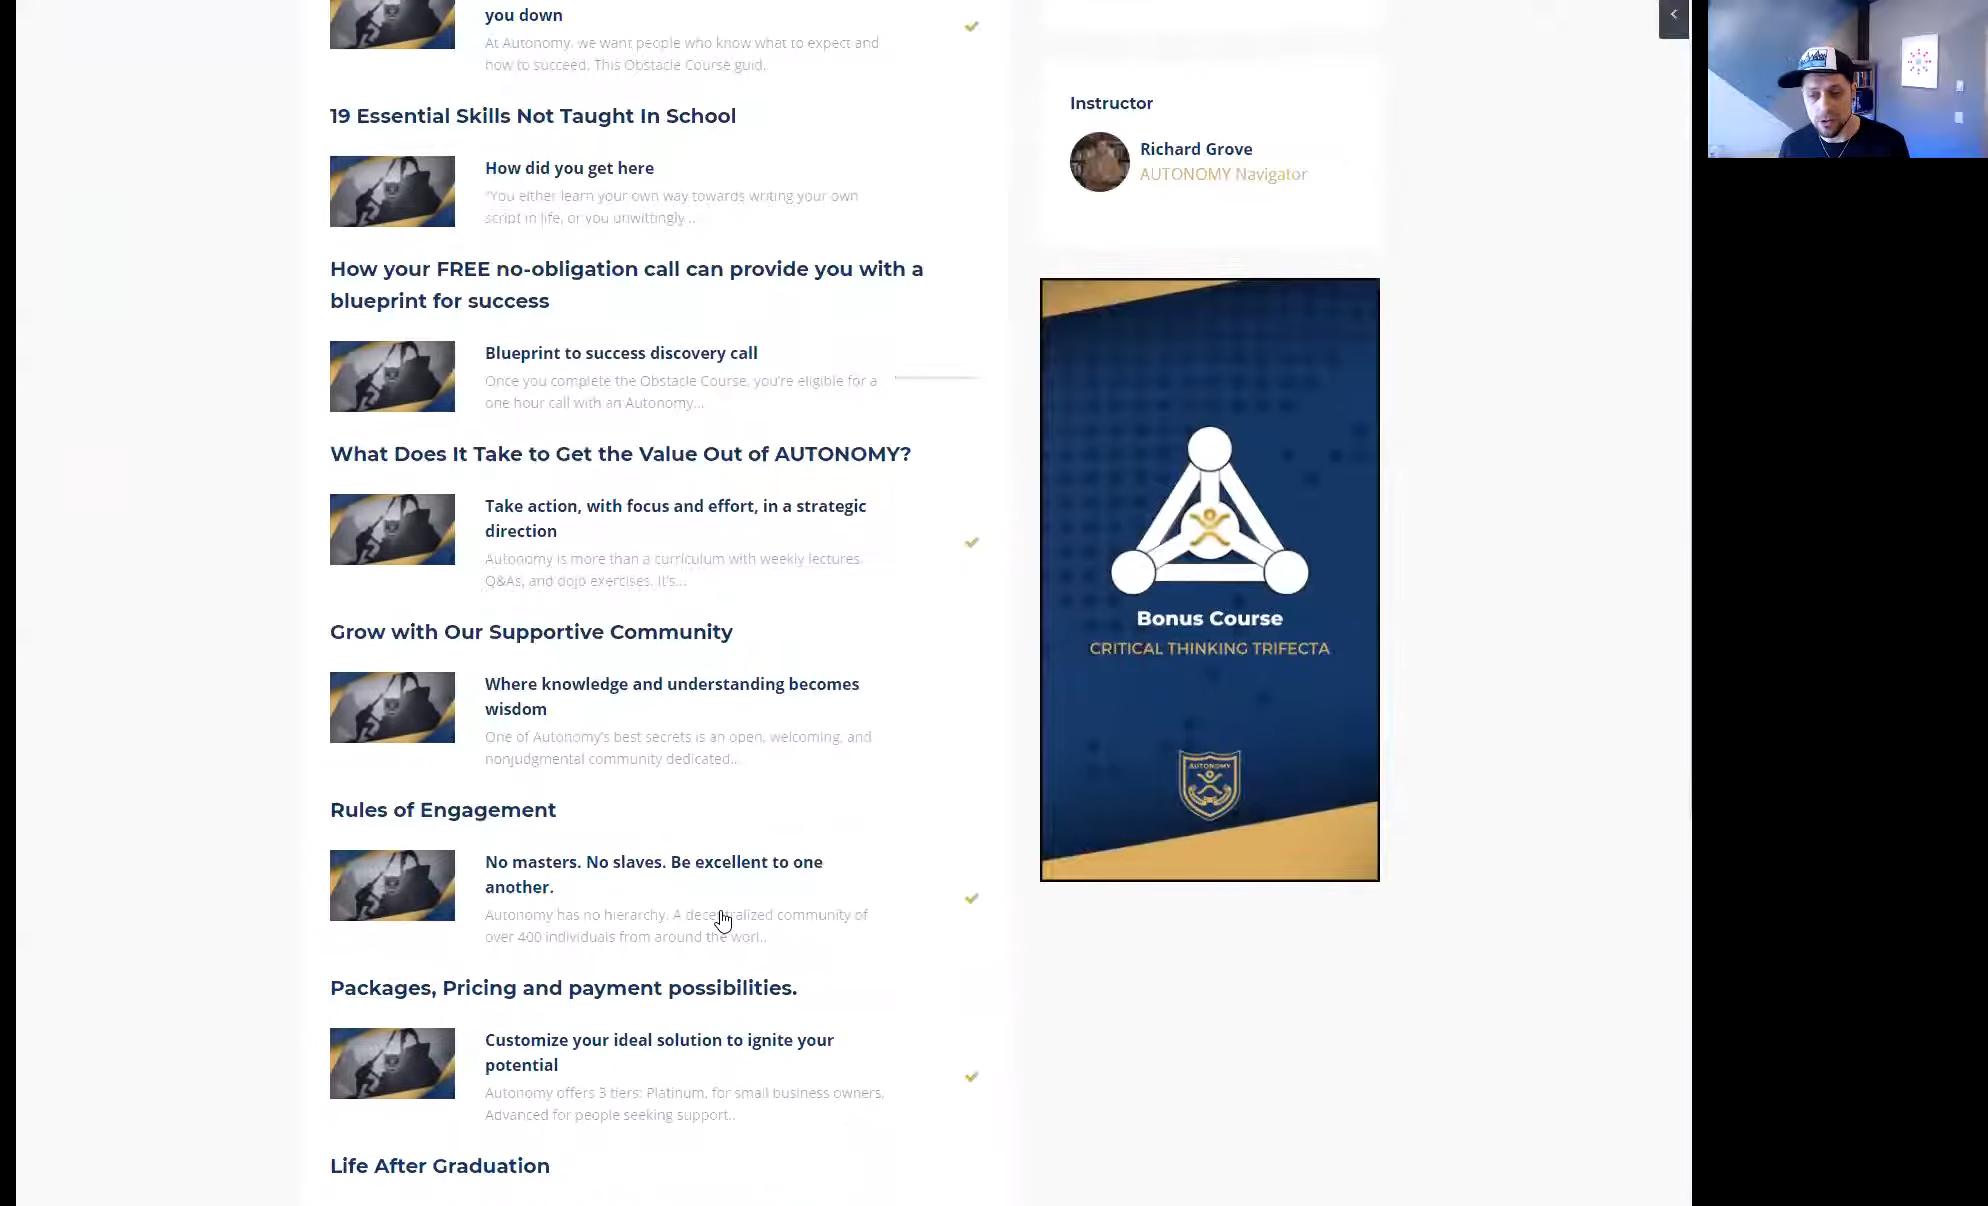 you down
At Autonomy, we want people who know what to expect and
how to succeed. This Obstacle Course guid.
19 Essential Skills Not Taught In School
How did you get here
"You either learn your own way towards writing your own
script in life, or you unwittingly ..
How your FREE no-obligation call can provide you with a
blueprint for success
Blueprint to success discovery call
Once you complete the Obstacle Course, you're eligible for a
one hour call with an Autonomy...
What Does It Take to Get the Value Out of AUTONOMY?
Take action, with focus and effort, in a strategic
direction
Autonomy is more than a curriculum with weekly lectures
Q&As, and dojo exercises. It's...
Grow with Our Supportive Community
Where knowledge and understanding becomes
wisdom
One of Autonomy's best secrets is an open, welcoming, and
nonjudgmental community dedicated...
Rules of Engagement
No masters. No slaves. Be excellent to one
another.
Autonomy has no hierarchy. A decentralized community of
over 400 individuals from around the worl..
Packages, Pricing and payment possibilities.
Customize your ideal solution to ignite your
potential
Autonomy offers 3 tiers: Platinum, for small business owners,
Advanced for people seeking support..
Life After Graduation
Instructor
Richard Grove
AUTONOMY Navigator
Bonus Course
CRITICAL THINKING TRIFECTA
AUTONOMY